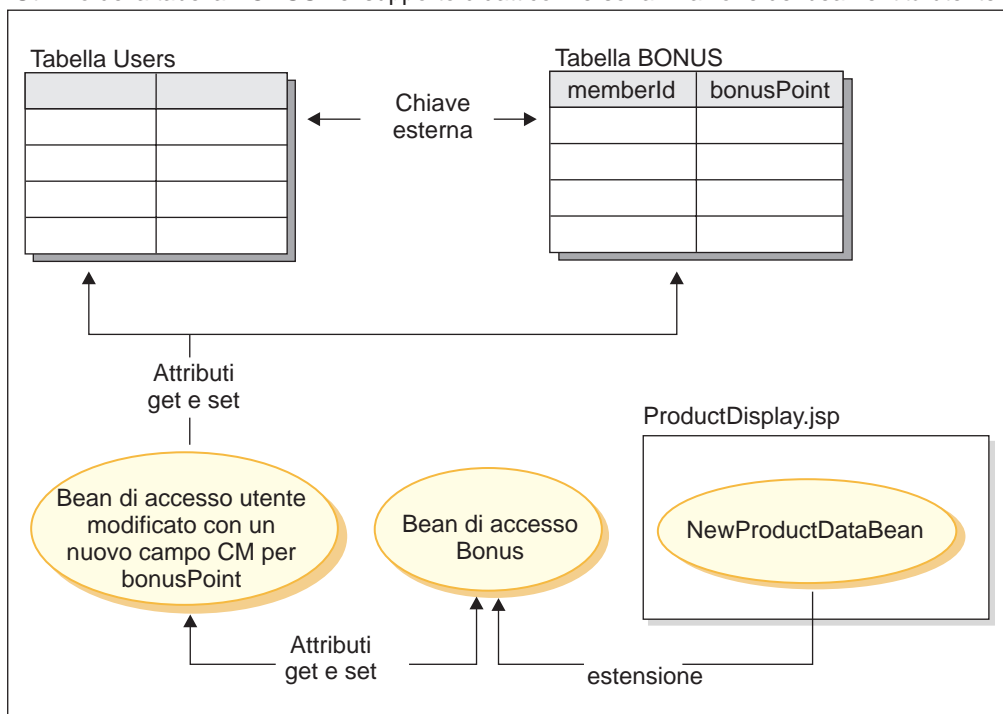 Tabella Users
Tabella BONUS
memberId bonusPoint
Chiave
esterna
Attributi
get e set
ProductDisplay.jsp
Bean di accesso utente
modificato con un
nuovo campo CM per
bonusPoint
Bean di accesso
Bonus
NewProductDataBean
Attributi
get e set
estensione